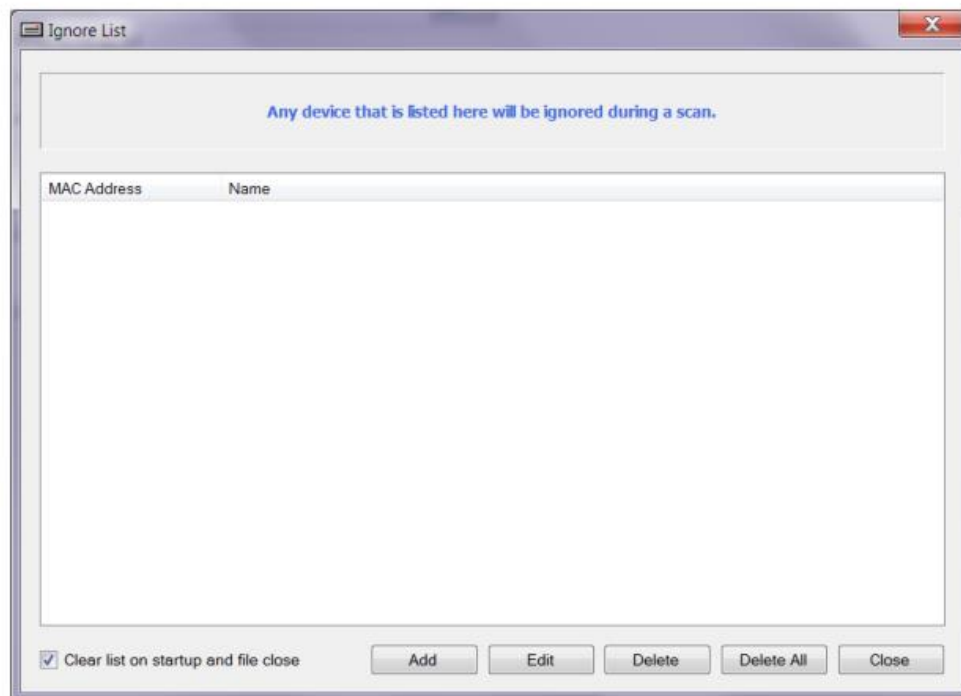 Ignore List
Any device that is listed here will be ignored during a scan.
MAC Address Name
Clear list on startup and file close Add Edit Delete Delete All Close